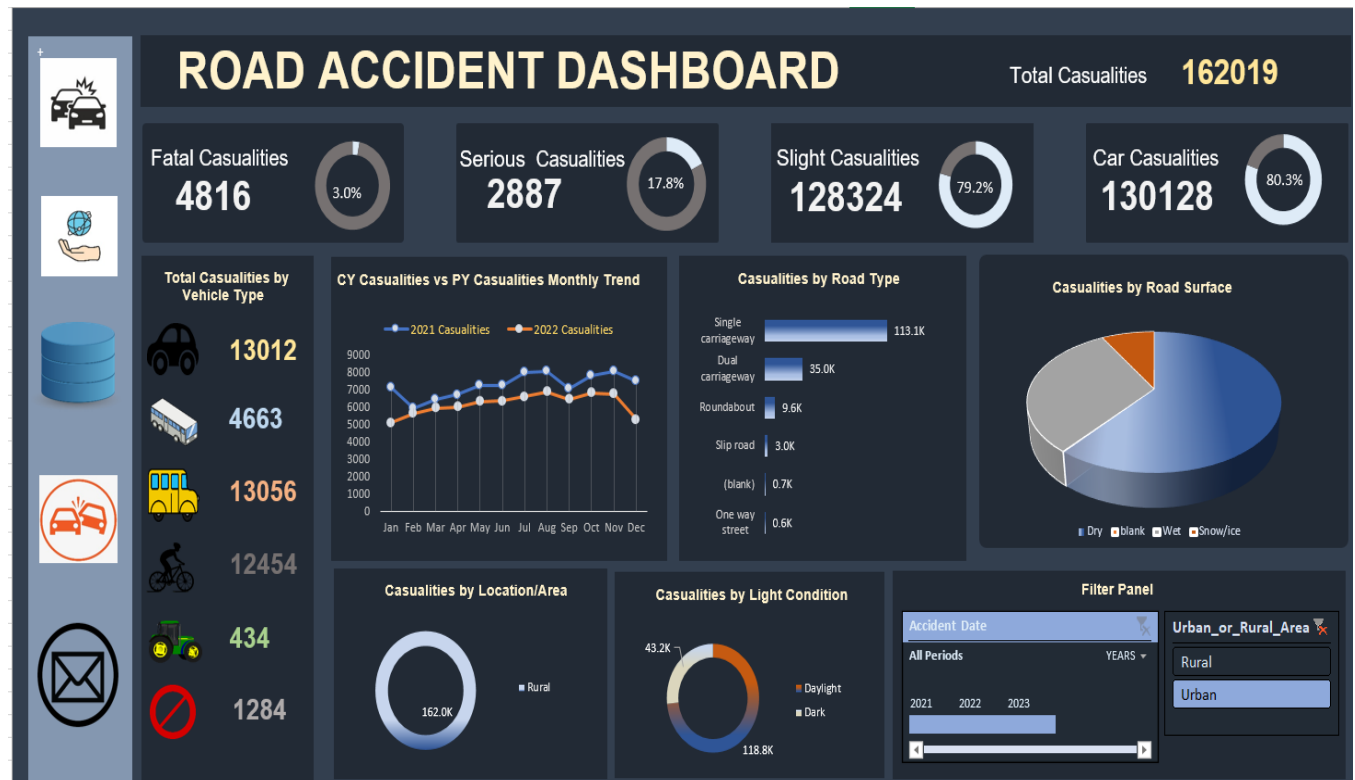 ROAD ACCIDENT DASHBOARD
Total Casualities 162019
Fatal Casualities
4816
3.0%
Serious Casualities
2887
17.8%
Slight Casualities
128324
79.2%
Car Casualities
130128
80.3%
Total Casualities by
Vehicle Type
13012
4663
13056
12454
434
1284
CY Casualities vs PY Casualities Monthly Trend
2021 Casualities
2022 Casualities
9000
8000
7000
6000
5000
4000
3000
2000
1000
0
Jan Feb Mar Apr May Jun Jul Aug Sep Oct Nov Dec
Casualities by Road Type
Single
carriageway
113.1K
Dual
carriageway
35.0K
Roundabout
9.6K
Slip road
3.0K
(blank)
0.7K
One way
street
0.6K
Casualities by Road Surface
Dry blank Wet Snow/ice
Casualities by Location/Area
162.0K
Rural
Casualities by Light Condition
43.2K
118.8K
Daylight
Dark
Filter Panel
Accident Date
All Periods
YEARS
2021 2022 2023
Urban_or_Rural_Area
Rural
Urban